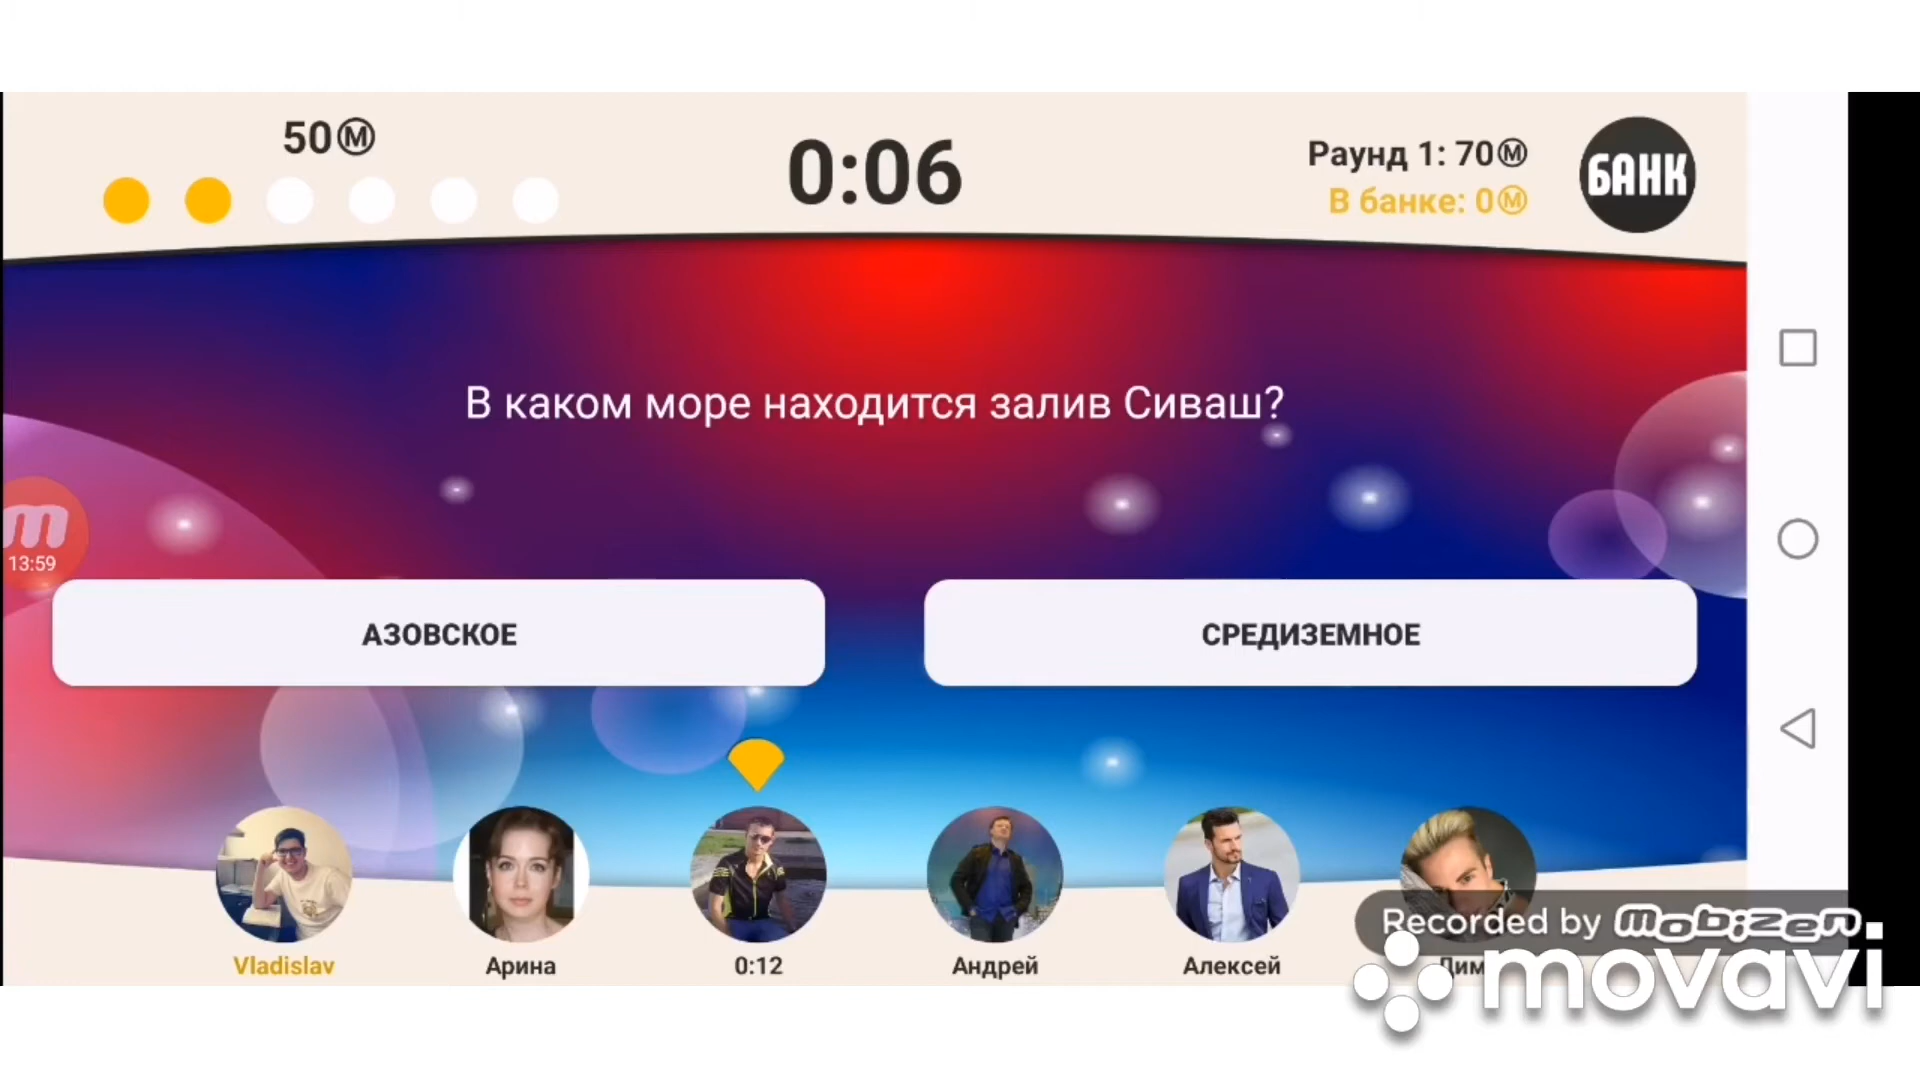 50Ⓜ
0:06
Раунд 1: 70Ⓜ
В банке: 0Ⓜ
БАНК
В каком море находится залив Сиваш?
m
13:59
АЗОВСКОЕ
СРЕДИЗЕМНОЕ
Vladislav
Арина
0:12
Андрей
Алексей
Recorded by mobizen
movavi